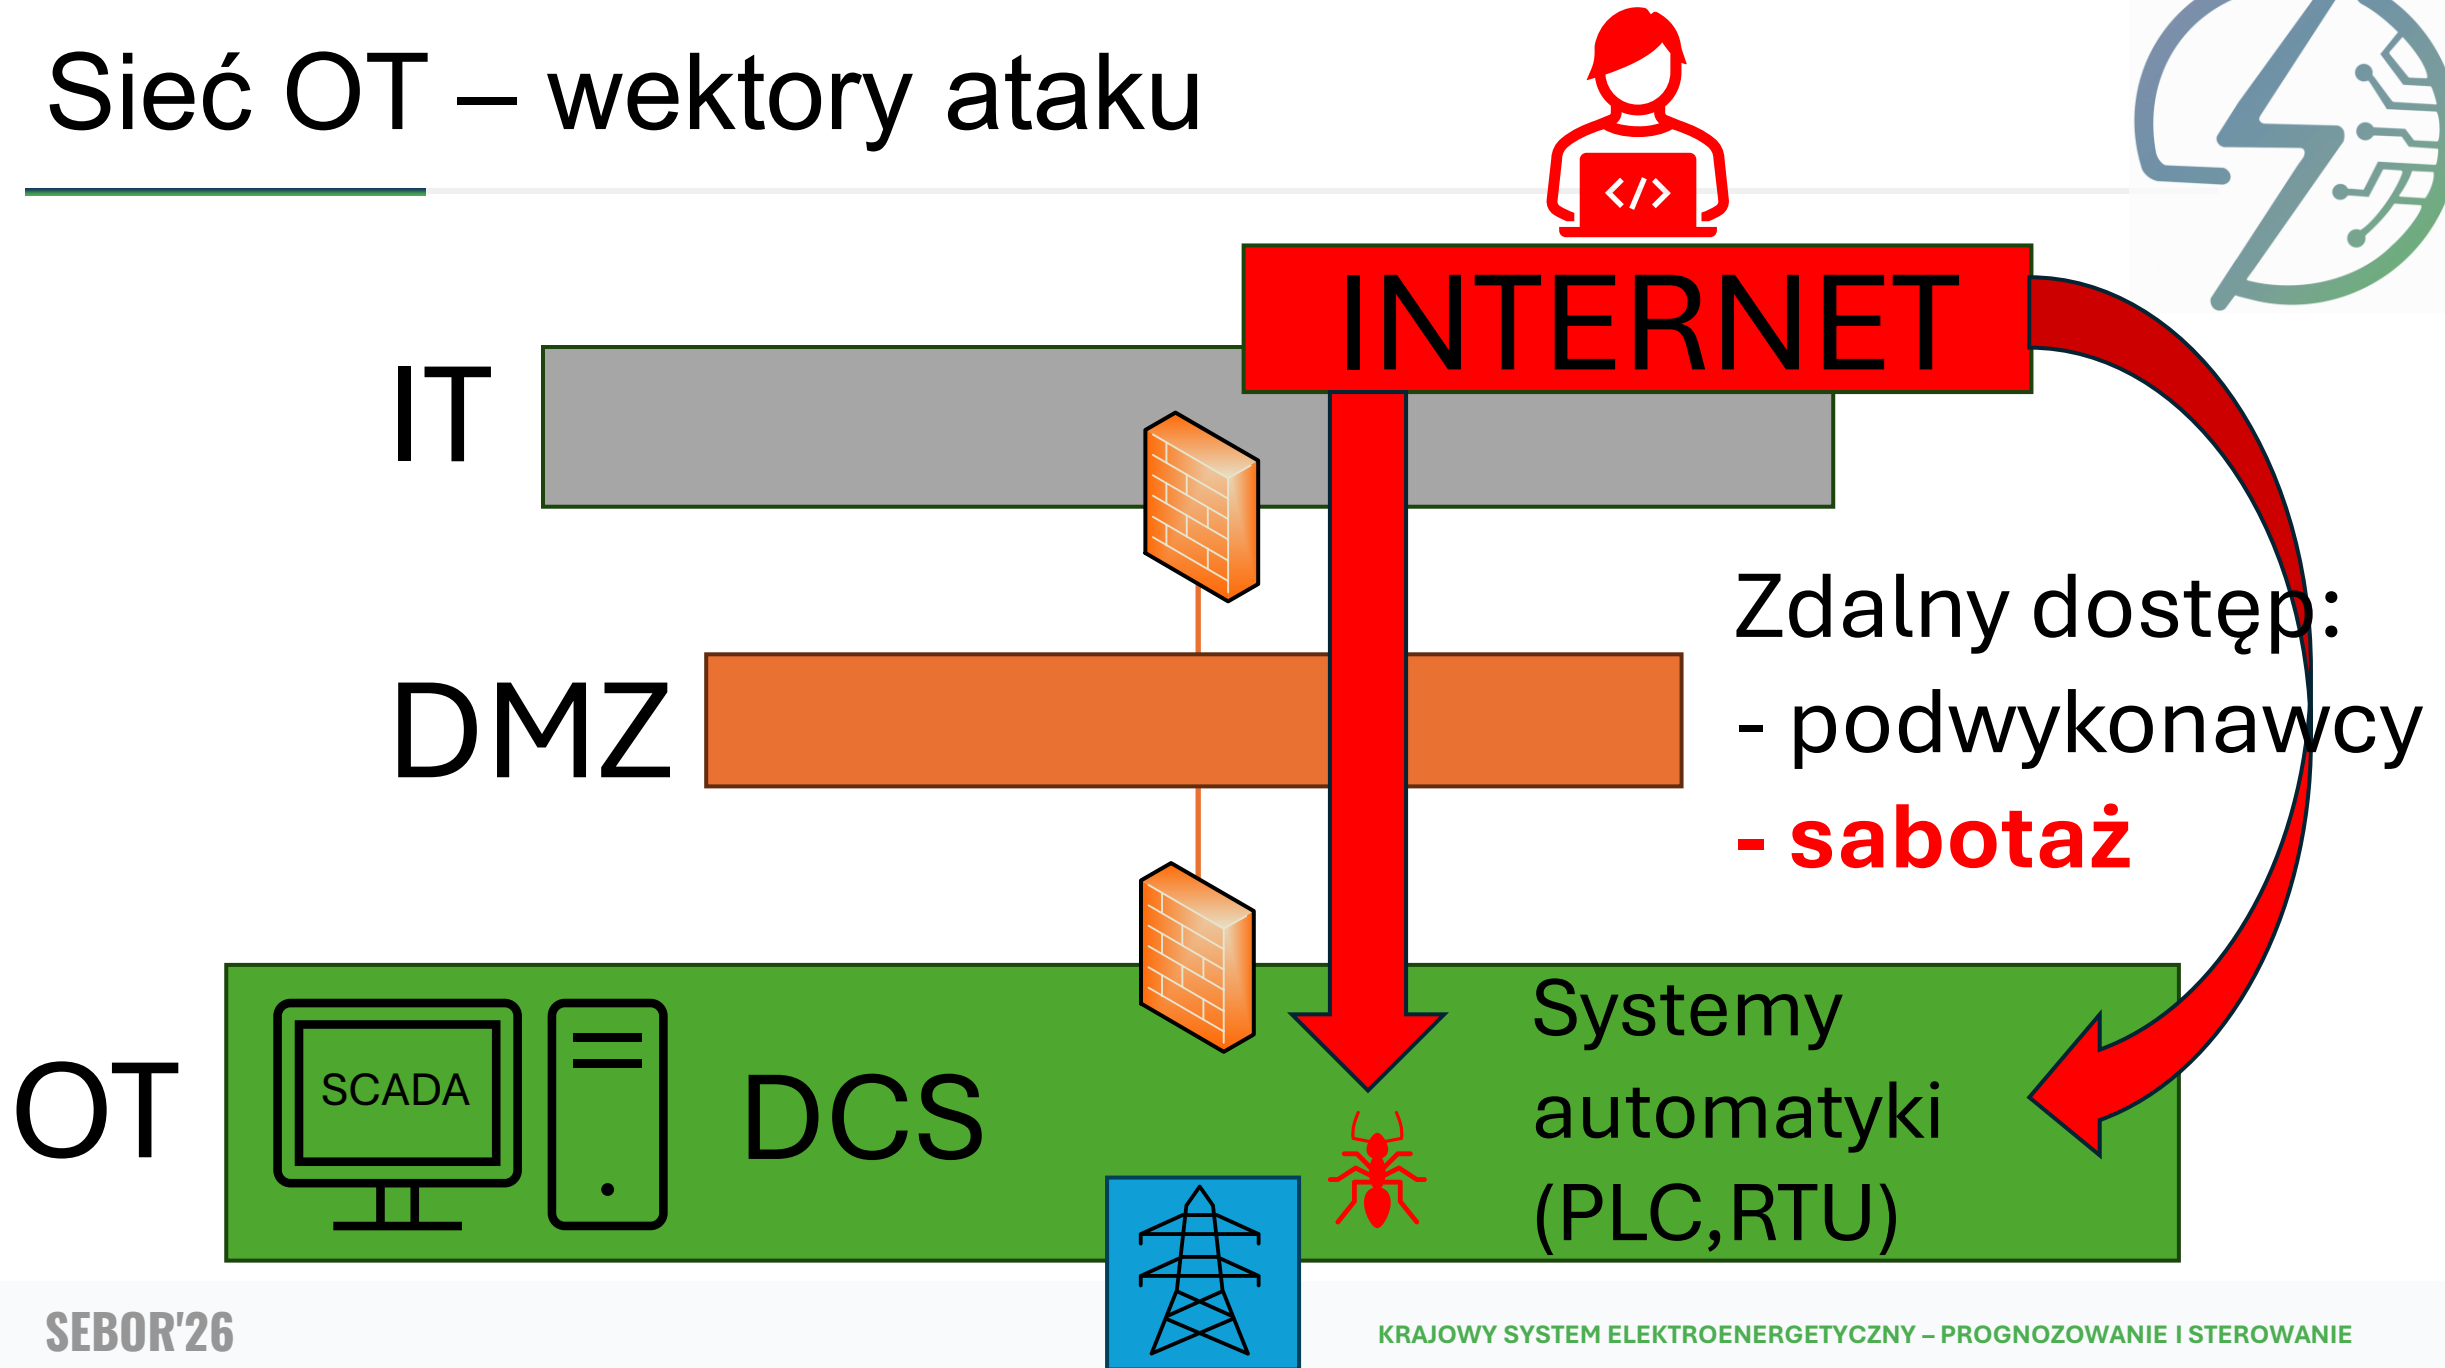 Sieć OT – wektory ataku
</>
INTERNET
IT
Zdalny dostęp:
DMZ
- podwykonawcy
- sabotaż
OT
SCADA
DCS
Systemy
automatyki
(PLC,RTU)
SEBOR'26
KRAJOWY SYSTEM ELEKTROENERGETYCZNY – PROGNOZOWANIE I STEROWANIE